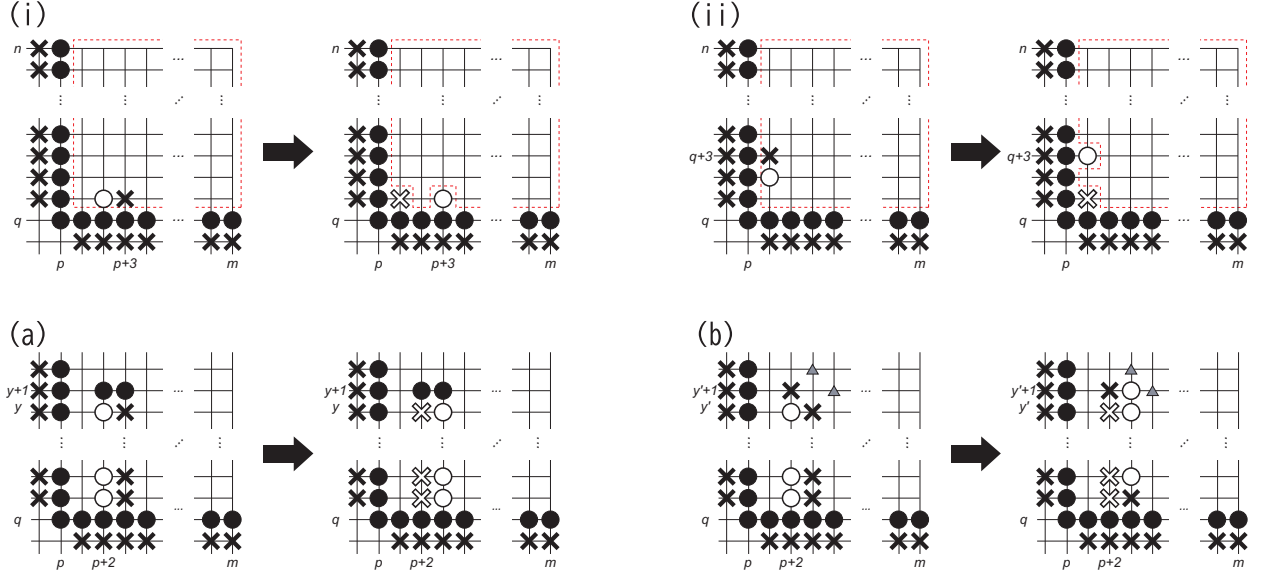 (i)
(ii)
n
...
...
n
...
...
q+3
q+3
q
q
q
q
p
p+3
m
p
p+3
m
p
m
p
m
(a)
(b)
y+1
y+1
y'+1
y'+1
y
y
y'
y'
q
q
q
q
p
p+2
m
p
p+2
m
p
p+2
m
p
p+2
m